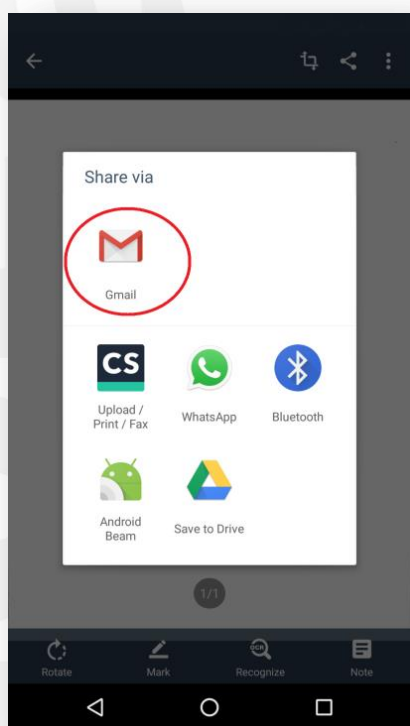 Share via
Gmail
CS
Upload /
Print / Fax
WhatsApp
Bluetooth
Android
Beam
Save to Drive
1/1
OCR
Rotate
Mark
Recognize
Note